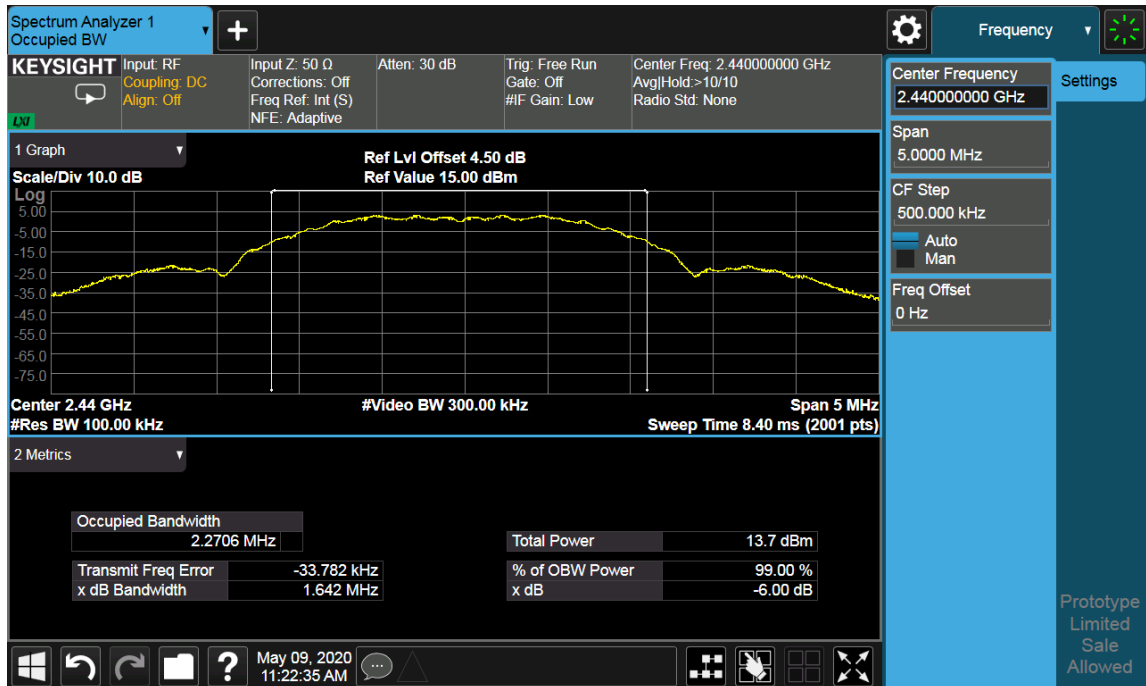 Spectrum Analyzer 1
Occupied BW
+
Frequency
KEYSIGHT
LXI
Input: RF
Coupling: DC
Align: Off
Input Z: 50 Ω
Corrections: Off
Freq Ref: Int (S)
NFE: Adaptive
Atten: 30 dB
Trig: Free Run
Gate: Off
#IF Gain: Low
Center Freq: 2.440000000 GHz
Avg|Hold:>10/10
Radio Std: None
Center Frequency
2.440000000 GHz
Settings
Span
5.0000 MHz
CF Step
500.000 kHz
Auto
Man
Freq Offset
0 Hz
1 Graph
Scale/Div 10.0 dB
Ref Lvl Offset 4.50 dB
Ref Value 15.00 dBm
Log
5.00
-5.00
-15.0
-25.0
-35.0
-45.0
-55.0
-65.0
-75.0
Center 2.44 GHz
#Video BW 300.00 kHz
Span 5 MHz
#Res BW 100.00 kHz
Sweep Time 8.40 ms (2001 pts)
2 Metrics
Occupied Bandwidth
2.2706 MHz
Total Power 13.7 dBm
Transmit Freq Error -33.782 kHz
% of OBW Power 99.00 %
x dB Bandwidth 1.642 MHz
x dB -6.00 dB
Prototype
Limited
Sale
Allowed
?
May 09, 2020
11:22:35 AM